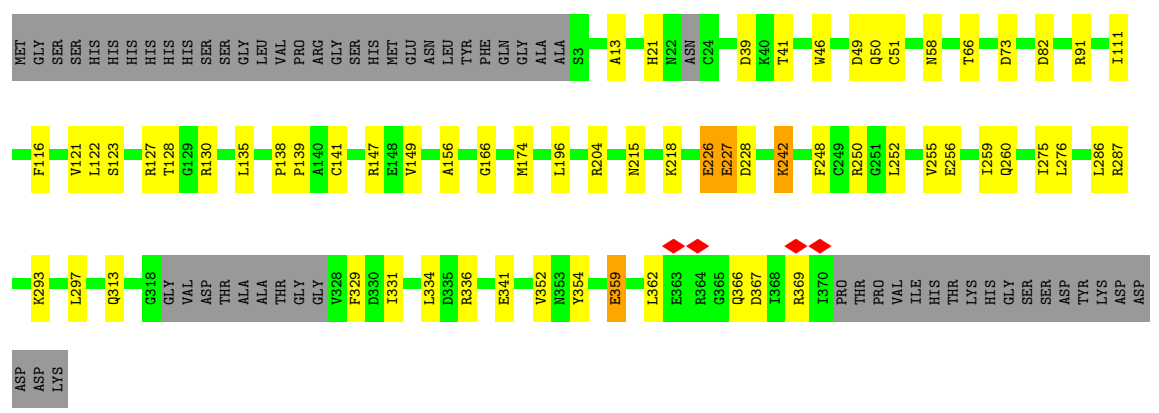 MET GLY SER SER HIS HIS HIS HIS HIS HIS SER SER GLY LEU VAL PRO ARG GLY SER HIS MET GLU ASN LEU TYR PHE GLN GLY ALA ALA S3 A13 H21 N22 ASN C24 D39 K40 T41 W46 D49 Q50 C51 N58 T66 D73 D82 R91 I111
F116 V121 L122 S123 R127 T128 G129 R130 L135 P138 P139 A140 C141 R147 E148 V149 A156 G166 M174 L196 R204 N215 K218 E226 E227 D228 K242 F248 C249 R250 G251 L252 V255 E256 I259 Q260 I275 L276 L286 R287
K293 L297 Q313 G318 GLY VAL ASP THR ALA ALA THR GLY GLY V328 F329 D330 I331 L334 D335 R336 E341 V352 N353 Y354 E359 L362 E363 R364 G365 Q366 D367 I368 R369 I370 PRO THR PRO VAL ILE HIS THR LYS HIS GLY SER SER ASP TYR LYS ASP ASP
ASP ASP LYS